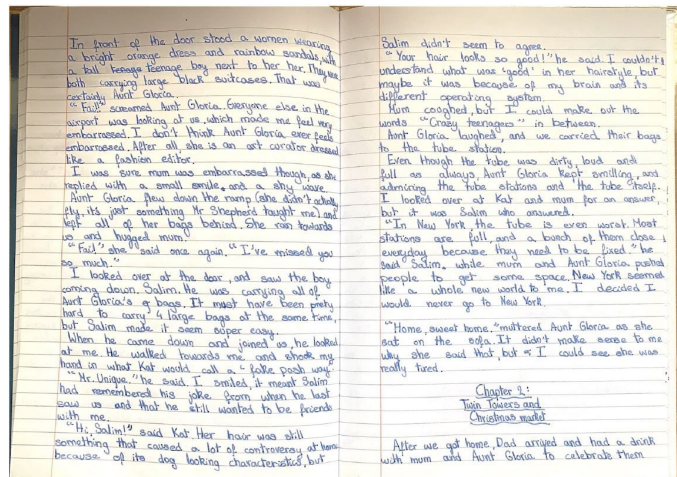 In front of the door stood a women wearing
a bright orange dress and rainbow sandals, with
a tall teenage boy next to her her. They were
both carrying large black suitcases. That was
certainly Aunt Gloria.
"Fai!" screamed Aunt Gloria. Everyone else in the
airport was looking at us, which made me feel very
embarrassed. I don't think Aunt Gloria ever feels
embarrassed. After all, she is an art curator dressed
like a fashion editor.
I was sure mum was embarrassed though, as she
replied with a small smile, and a shy wave.
Aunt Gloria flew down the ramp (she didn't actually
fly, its just something Mr Shepherd taught me) and
left all of her bags behind. She ran towards
us and hugged mum.
"Fai!" she said once again. "I've missed you
so much."
I looked over at the door, and saw the boy
coming down. Salim. He was carrying all of
Aunt Gloria's bags. It must have been pretty
hard to carry 4 large bags at the same time,
but Salim made it seem super easy.
When he came down and joined us, he looked
at me. He walked towards me, and shook my
hand in what Kat would call a "fake posh way."
"Mr. Unique." he said. I smiled, it meant Salim
had remembered his joke from when he last
saw us and that he still wanted to be friends
with me.
"Hi, Salim!" said Kat. Her hair was still
something that caused a lot of controversy at home
because of its dog looking characteristics, but
Salim didn't seem to agree.
"Your hair looks so good!" he said. I couldn't
understand what was 'good' in her hairstyle, but
maybe it was because of my brain and its
different operating system.
Mum coughed, but I could make out the
words "Crazy teenagers" in between.
Aunt Gloria laughed, and we carried their bags
to the tube station.
Even though the tube was dirty, loud and
full as always, Aunt Gloria kept smiling, and
admiring the tube stations and the tube itself.
I looked over at Kat and mum for an answer,
but it was Salim who answered.
"In New York the tube is even worst. Most
stations are full, and a bunch of them close
everyday because they need to be fixed." he
said Salim, while mum and Aunt Gloria pushed
people to get some space. New York seemed
like a whole new world to me. I decided I
would never go to New York.
"Home, sweet home." muttered Aunt Gloria as she
sat on the sofa. It didn't make sense to me
why she said that, but I could see she was
really tired.
Chapter 2:
Twin Towers and
Christmas market
After we got home, Dad arrived and had a drink
with mum and Aunt Gloria to celebrate them